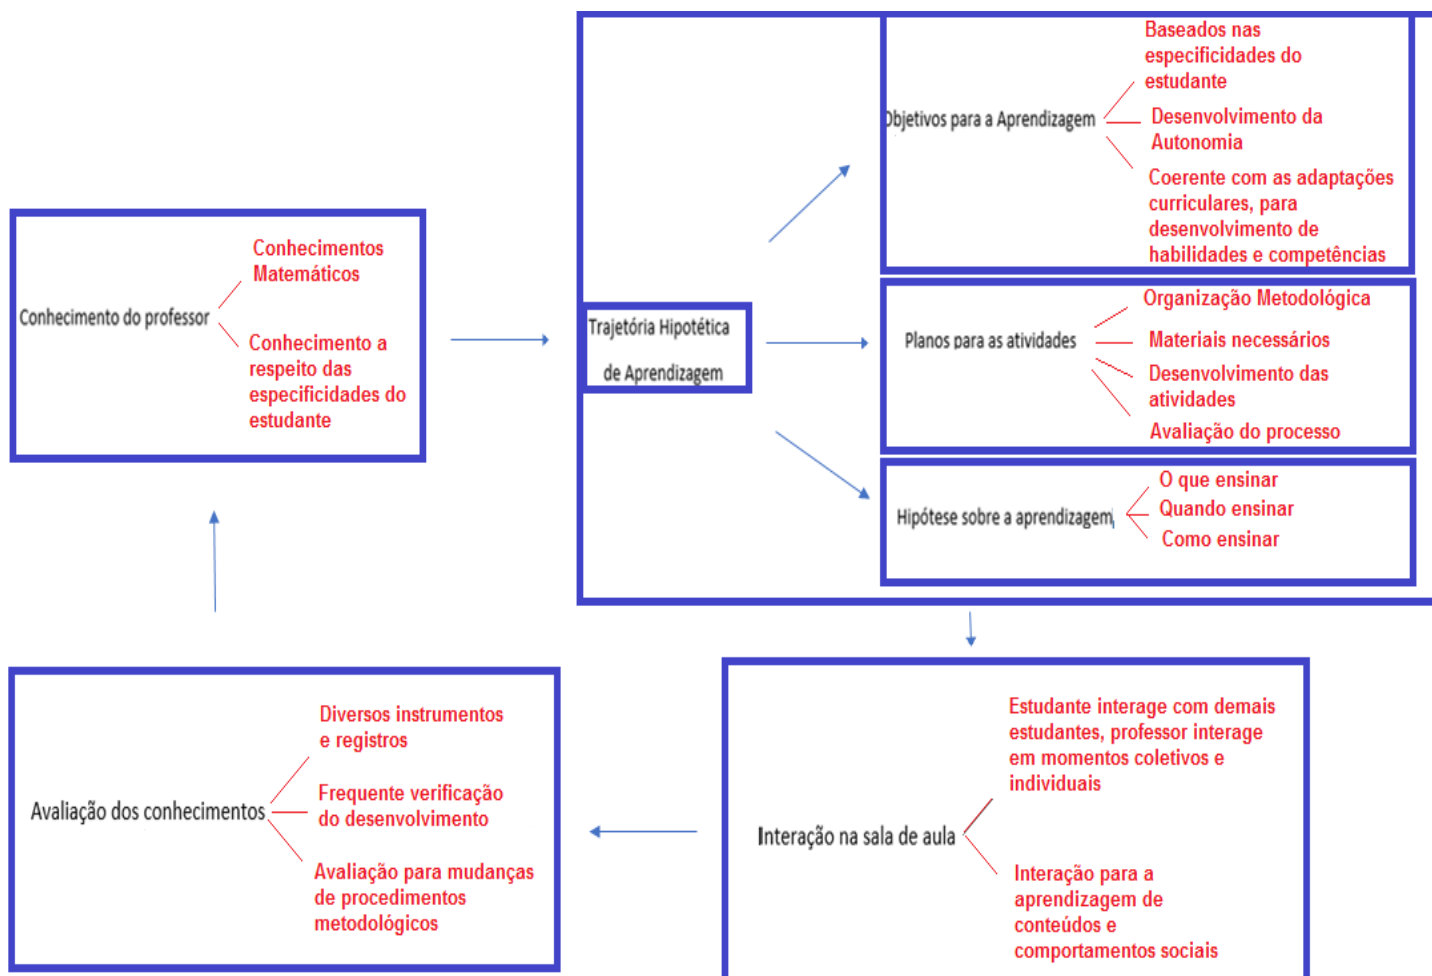 Conhecimento do professor
Conhecimentos
Matemáticos
Conhecimento a
respeito das
especificidades do
estudante
Trajetória Hipotética
de Aprendizagem
Objetivos para a Aprendizagem
Baseados nas
especificidades do
estudante
Desenvolvimento da
Autonomia
Coerente com as adaptações
curriculares, para
desenvolvimento de
habilidades e competências
Planos para as atividades
Organização Metodológica
Materiais necessários
Desenvolvimento das
atividades
Avaliação do processo
Hipótese sobre a aprendizagem
O que ensinar
Quando ensinar
Como ensinar
Interação na sala de aula
Estudante interage com demais
estudantes, professor interage
em momentos coletivos e
individuais
Interação para a
aprendizagem de
conteúdos e
comportamentos sociais
Avaliação dos conhecimentos
Diversos instrumentos
e registros
Frequente verificação
do desenvolvimento
Avaliação para mudanças
de procedimentos
metodológicos